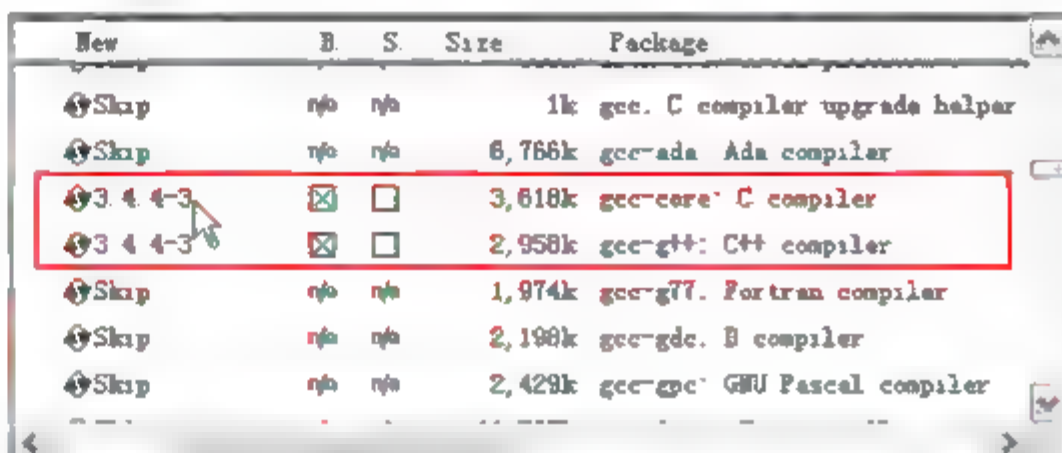 New B. S. Size Package
Skip n/a n/a 1k gcc: C compiler upgrade helper
Skip n/a n/a 6,766k gcc-ada: Ada compiler
3.4.4-3 3,618k gcc-core: C compiler
3.4.4-3 2,958k gcc-g++: C++ compiler
Skip n/a n/a 1,974k gcc-g77: Fortran compiler
Skip n/a n/a 2,198k gcc-gdc: D compiler
Skip n/a n/a 2,429k gcc-gpc: GNU Pascal compiler